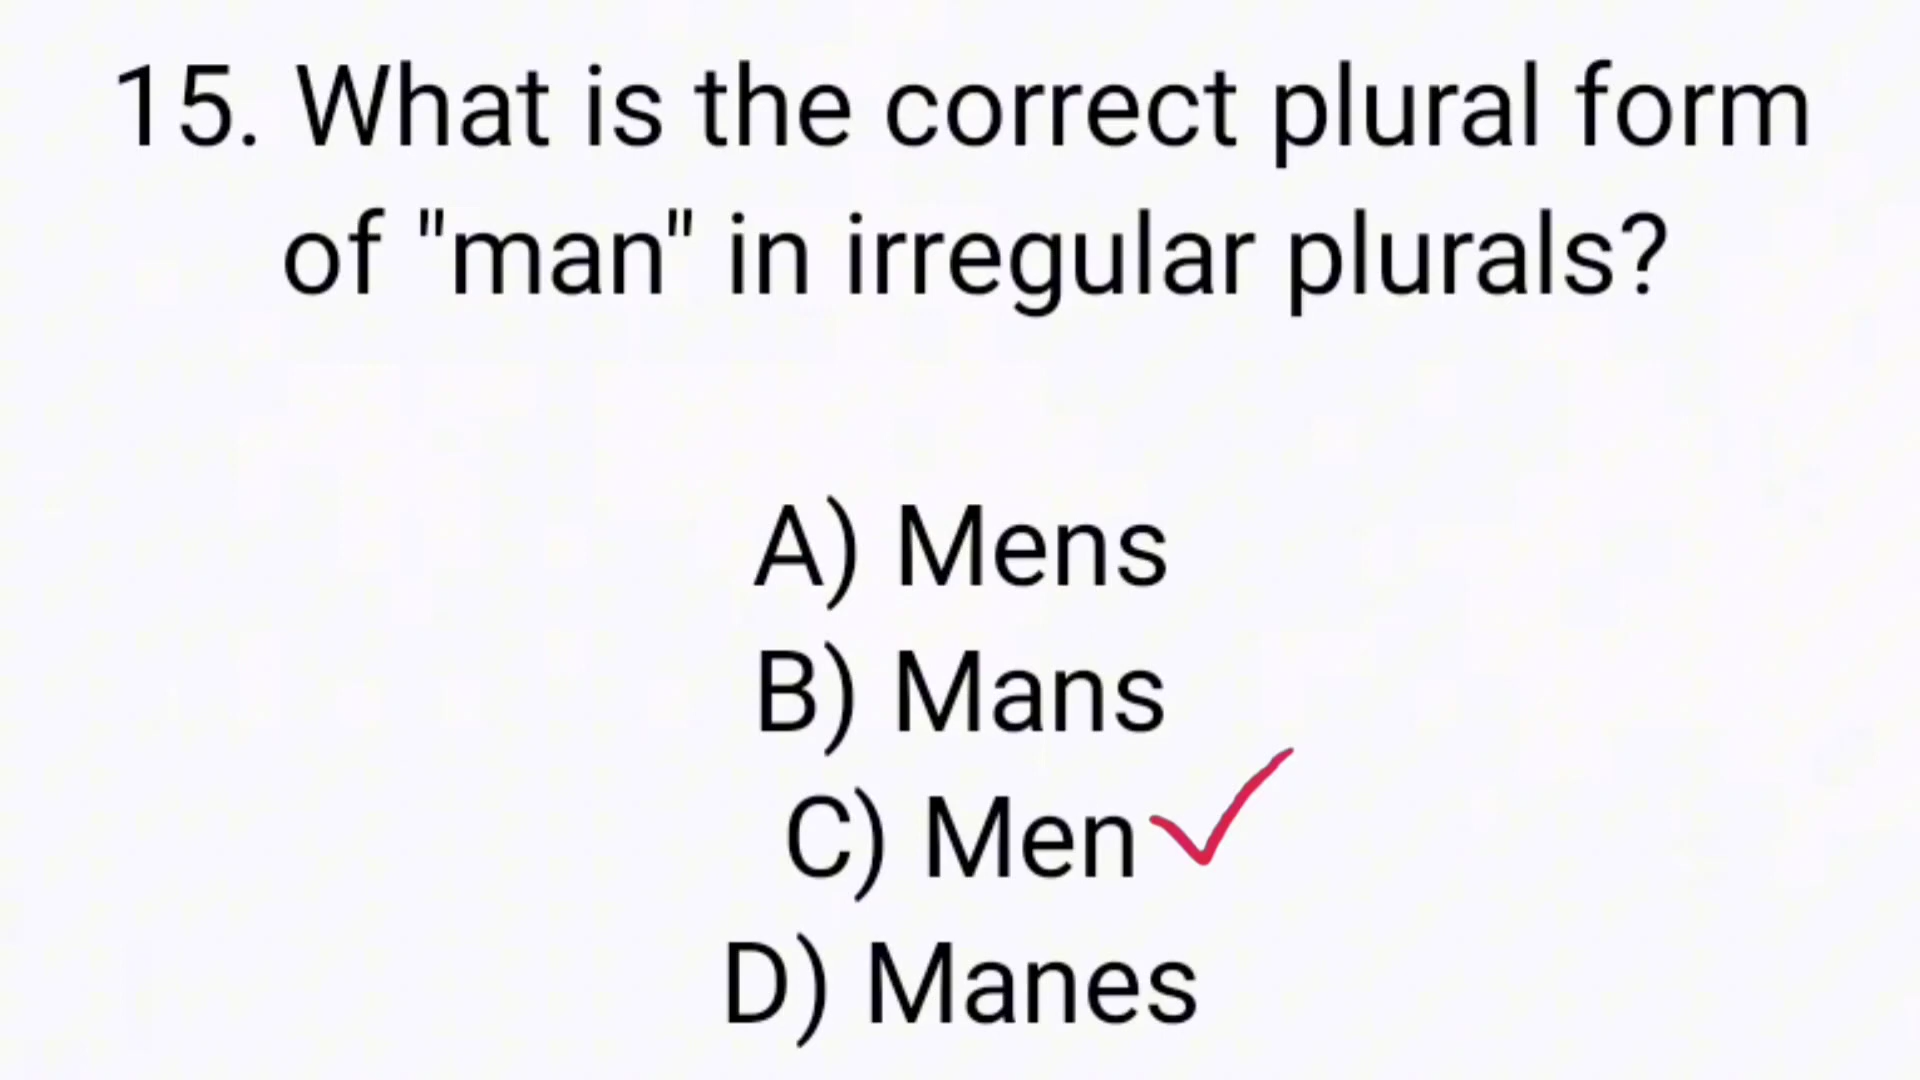 15. What is the correct plural form
of "man" in irregular plurals?
A) Mens
B) Mans
C) Men
D) Manes